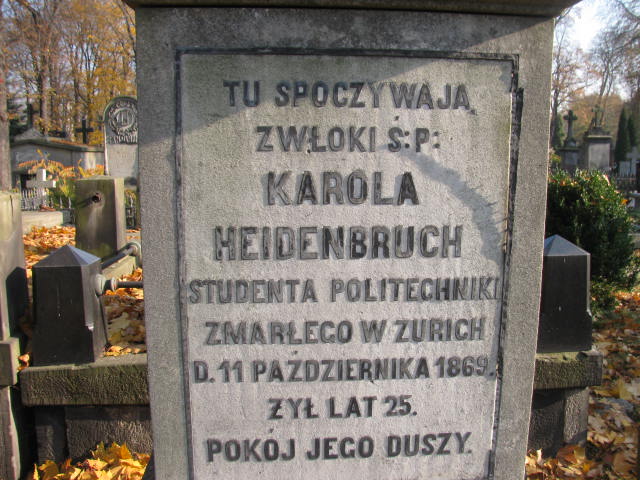 TU SPOCZYWAJĄ
ZWŁOKI Ś:P:
KAROLA
HEIDENBRUCH
STUDENTA POLITECHNIKI
ZMARŁEGO W ZURICH
D. 11 PAŹDZIERNIKA 1869.
ŻYŁ LAT 25.
POKÓJ JEGO DUSZY.